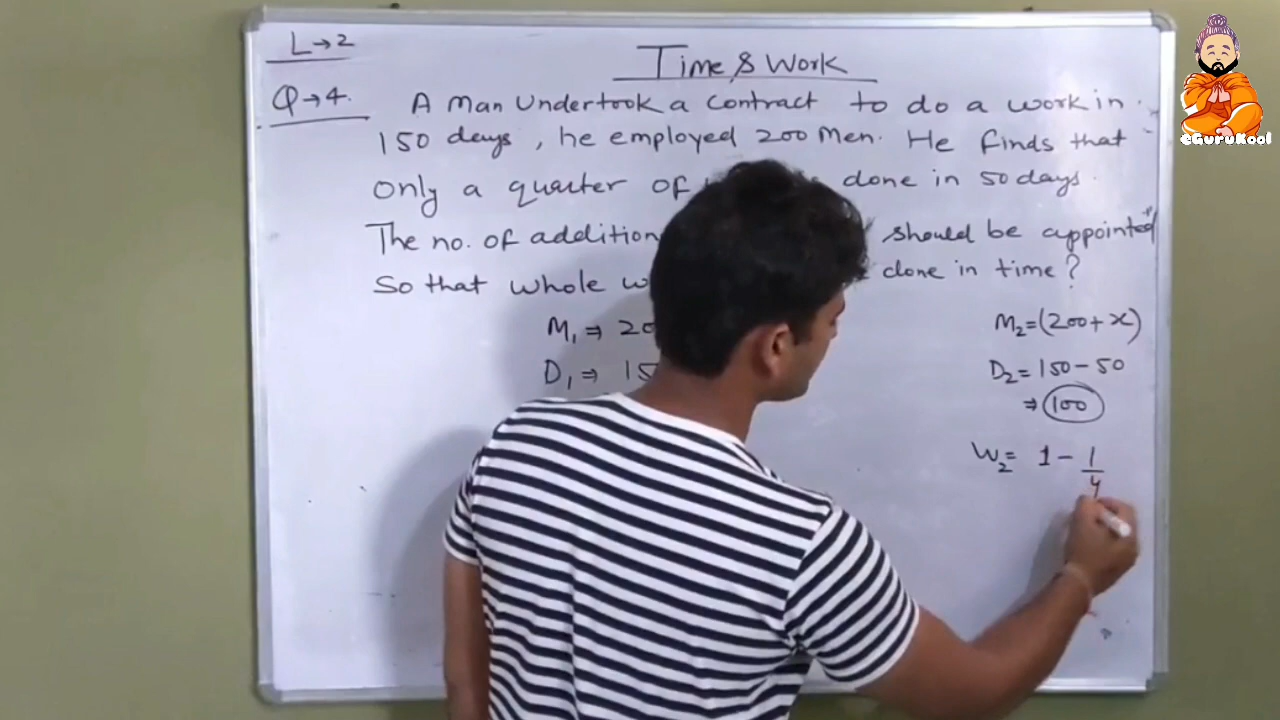 L→2
Time & Work
Q→4. A Man Undertook a contract to do a work in
150 days, he employed 200 Men. He finds that
only a quarter of done in 50 days.
The no. of addition should be appointed
So that whole w done in time?
M₁ ⇒ 20
D₁ ⇒ 15
M₂=(200+x)
D₂=150-50
⇒ 100
W₂= 1 - 1/4
eGurukool